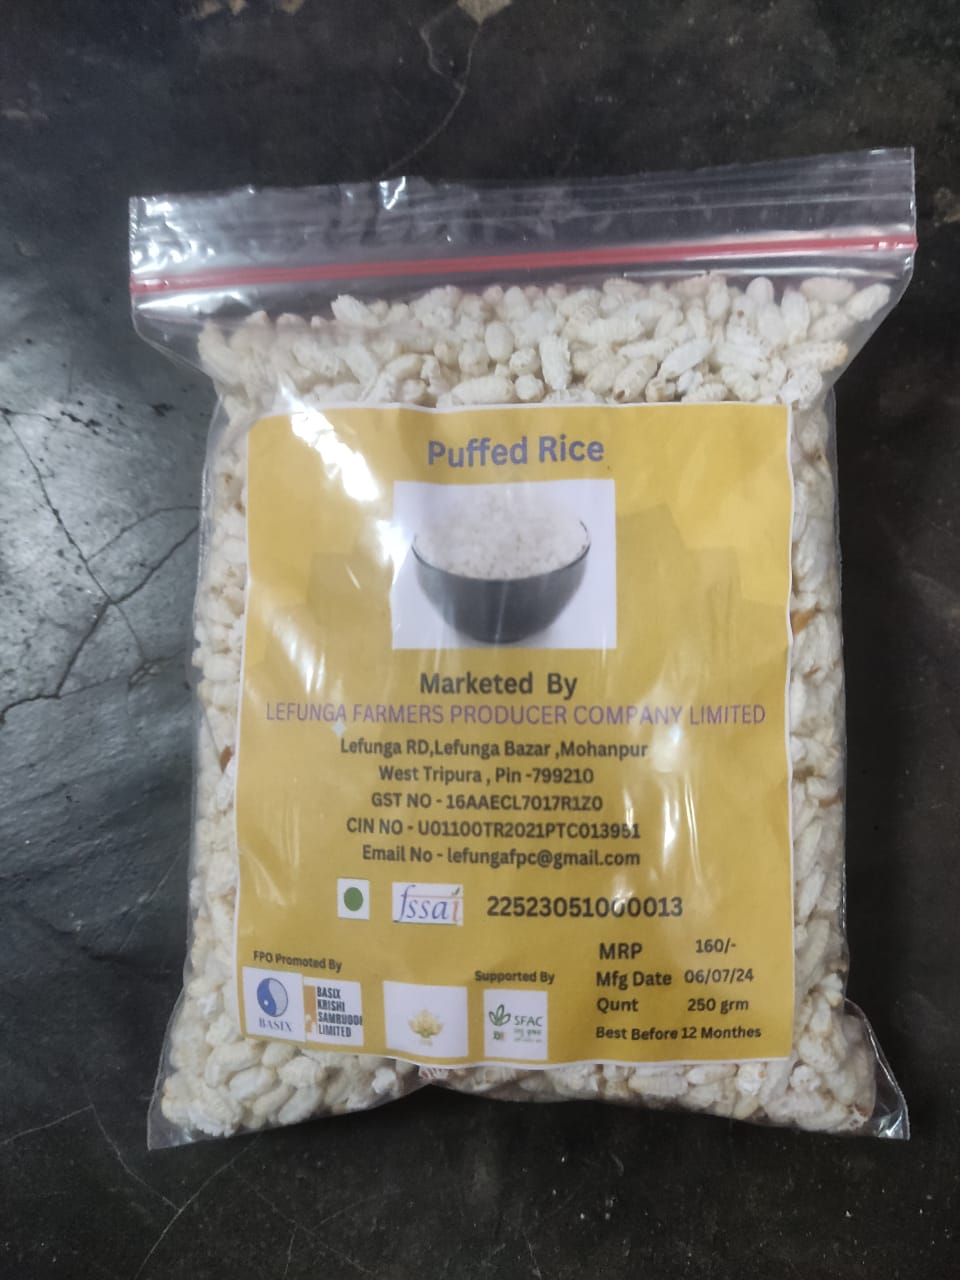 Puffed Rice
Marketed By
LEFUNGA FARMERS PRODUCER COMPANY LIMITED
Lefunga RD,Lefunga Bazar ,Mohanpur
West Tripura , Pin -799210
GST NO - 16AAECL7017R1Z0
CIN NO - U01100TR2021PTC013951
Email No - lefungafpc@gmail.com
fssai 22523051000013
FPO Promoted By
BASIX
BASIX
KRISHI
SAMRUDDI
LIMITED
Supported By
SFAC
MRP 160/-
Mfg Date 06/07/24
Qunt 250 grm
Best Before 12 Monthes